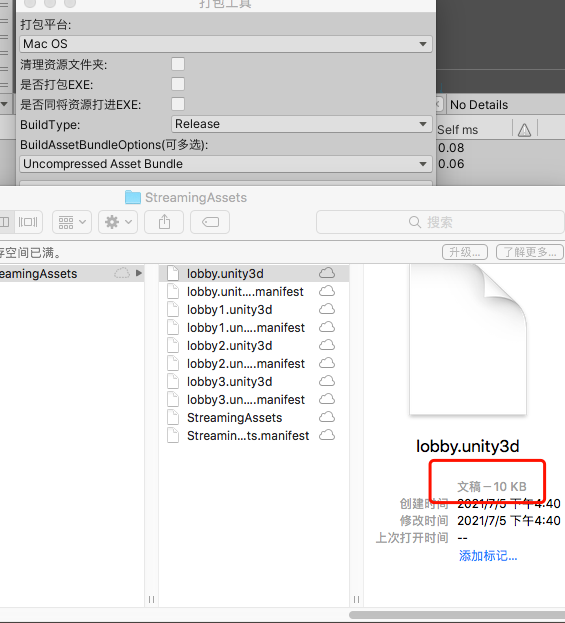 打包工具
打包平台:
Mac OS
清理资源文件夹:
是否打包EXE:
是否同将资源打进EXE:
BuildType:
Release
BuildAssetBundleOptions(可多选):
Uncompressed Asset Bundle
No Details
Self ms
0.08
0.06
StreamingAssets
搜索
存空间已满。
升级...
了解更多...
eamingAssets
lobby.unity3d
lobby.unit....manifest
lobby1.unity3d
lobby1.un....manifest
lobby2.unity3d
lobby2.un....manifest
lobby3.unity3d
lobby3.un....manifest
StreamingAssets
Streamin...ts.manifest
lobby.unity3d
文稿 – 10 KB
创建时间 2021/7/5 下午4:40
修改时间 2021/7/5 下午4:40
上次打开时间 --
添加标记...